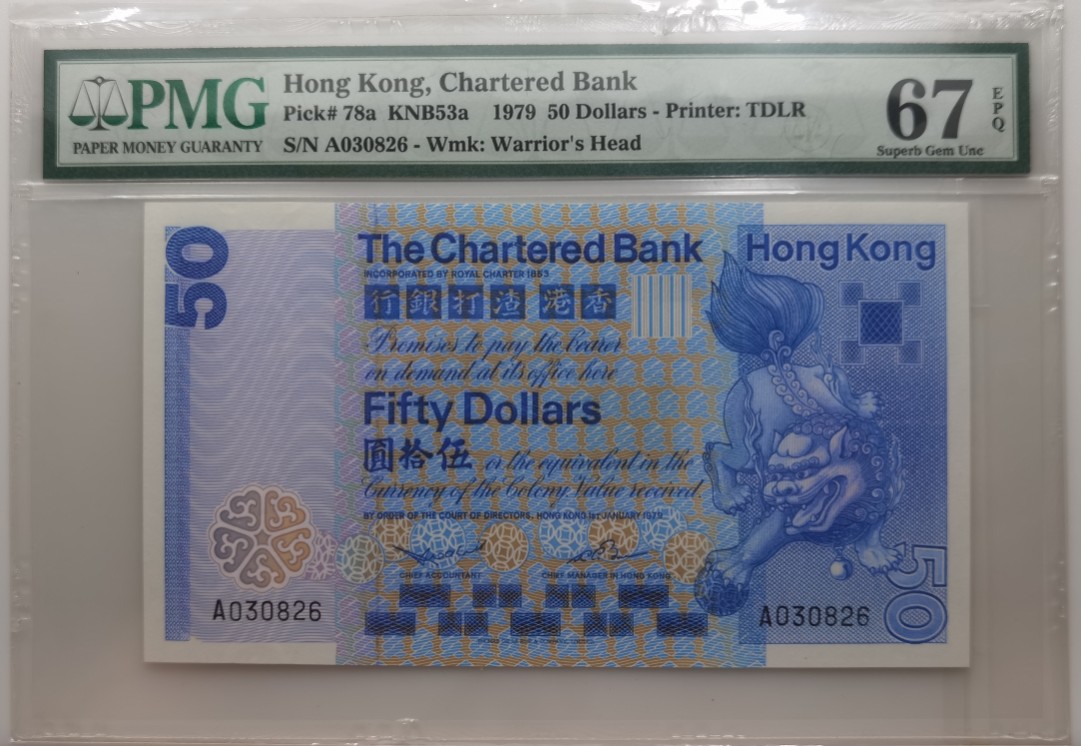 PMG
PAPER MONEY GUARANTY
Hong Kong, Chartered Bank
Pick# 78a KNB53a 1979 50 Dollars - Printer: TDLR
S/N A030826 - Wmk: Warrior's Head
67
EPQ
Superb Gem Unc
50
The Chartered Bank
Hong Kong
INCORPORATED BY ROYAL CHARTER 1853
行銀打渣港香
Promises to pay the bearer
on demand at its office here
Fifty Dollars
圓拾伍 or the equivalent in the
Currency of the Colony, Value received.
BY ORDER OF THE COURT OF DIRECTORS, HONG KONG 1ST JANUARY 1979
CHIEF ACCOUNTANT
CHIEF MANAGER IN HONG KONG
A030826
A030826
50